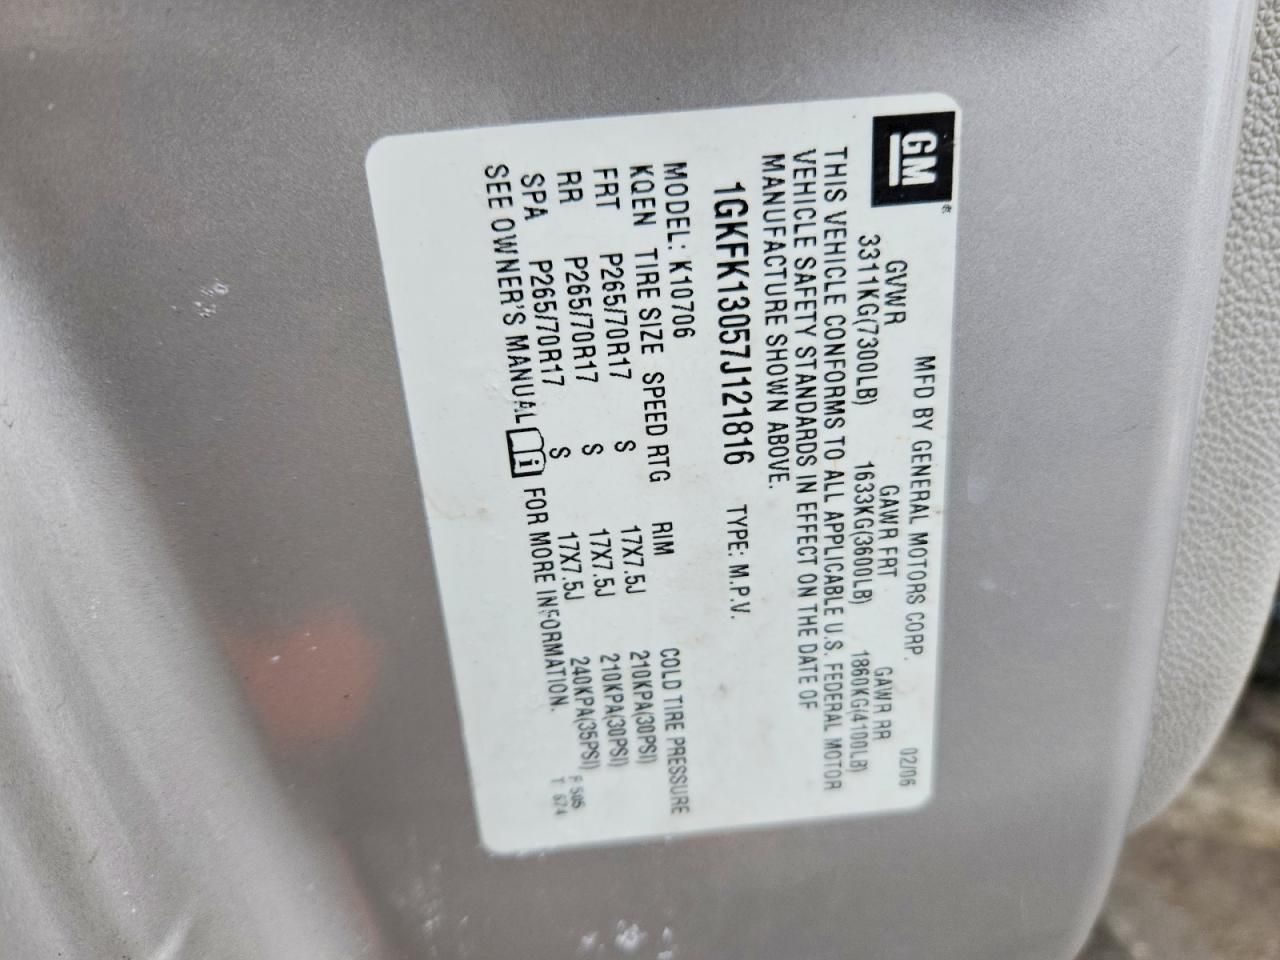 GM
MFD BY GENERAL MOTORS CORP. 02/06
GVWR GAWR FRT GAWR RR
3311KG(7300LB) 1633KG(3600LB) 1860KG(4100LB)
THIS VEHICLE CONFORMS TO ALL APPLICABLE U.S. FEDERAL MOTOR
VEHICLE SAFETY STANDARDS IN EFFECT ON THE DATE OF
MANUFACTURE SHOWN ABOVE.
1GKFK13057J121816 TYPE: M.P.V.
MODEL: K10706
KQEN TIRE SIZE SPEED RTG RIM COLD TIRE PRESSURE
FRT P265/70R17 S 17X7.5J 210KPA(30PSI)
RR P265/70R17 S 17X7.5J 210KPA(30PSI)
SPA P265/70R17 S 17X7.5J 240KPA(35PSI)
SEE OWNER'S MANUAL i FOR MORE INFORMATION.
F 505
T 674